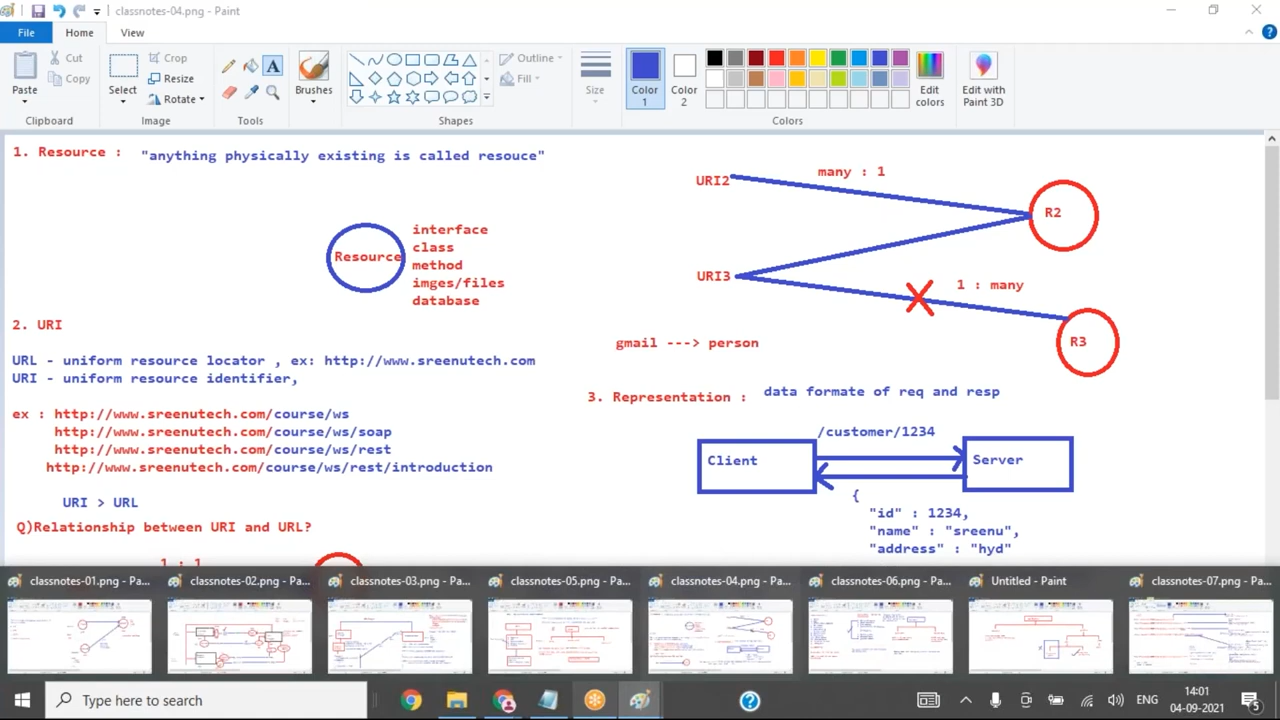 classnotes-04.png - Paint
File
Home
View
Paste
Cut
Copy
Clipboard
Select
Crop
Resize
Rotate
Image
A
Tools
Brushes
Shapes
Outline
Fill
Size
Color 1
Color 2
Colors
Edit colors
Edit with Paint 3D
1. Resource : "anything physically existing is called resouce"
Resource
interface
class
method
imges/files
database
2. URI
URL - uniform resource locator , ex: http://www.sreenutech.com
URI - uniform resource identifier,
ex : http://www.sreenutech.com/course/ws
http://www.sreenutech.com/course/ws/soap
http://www.sreenutech.com/course/ws/rest
http://www.sreenutech.com/course/ws/rest/introduction
URI > URL
Q)Relationship between URI and URL?
1 : 1
URI2
many : 1
R2
URI3
1 : many
R3
gmail ---> person
3. Representation : data formate of req and resp
/customer/1234
Client
Server
{
"id" : 1234,
"name" : "sreenu",
"address" : "hyd"
classnotes-01.png - Pa...
classnotes-02.png - Pa...
classnotes-03.png - Pa...
classnotes-05.png - Pa...
classnotes-04.png - Pa...
classnotes-06.png - Pa...
Untitled - Paint
classnotes-07.png - Pa...
Type here to search
ENG
14:01
04-09-2021
5